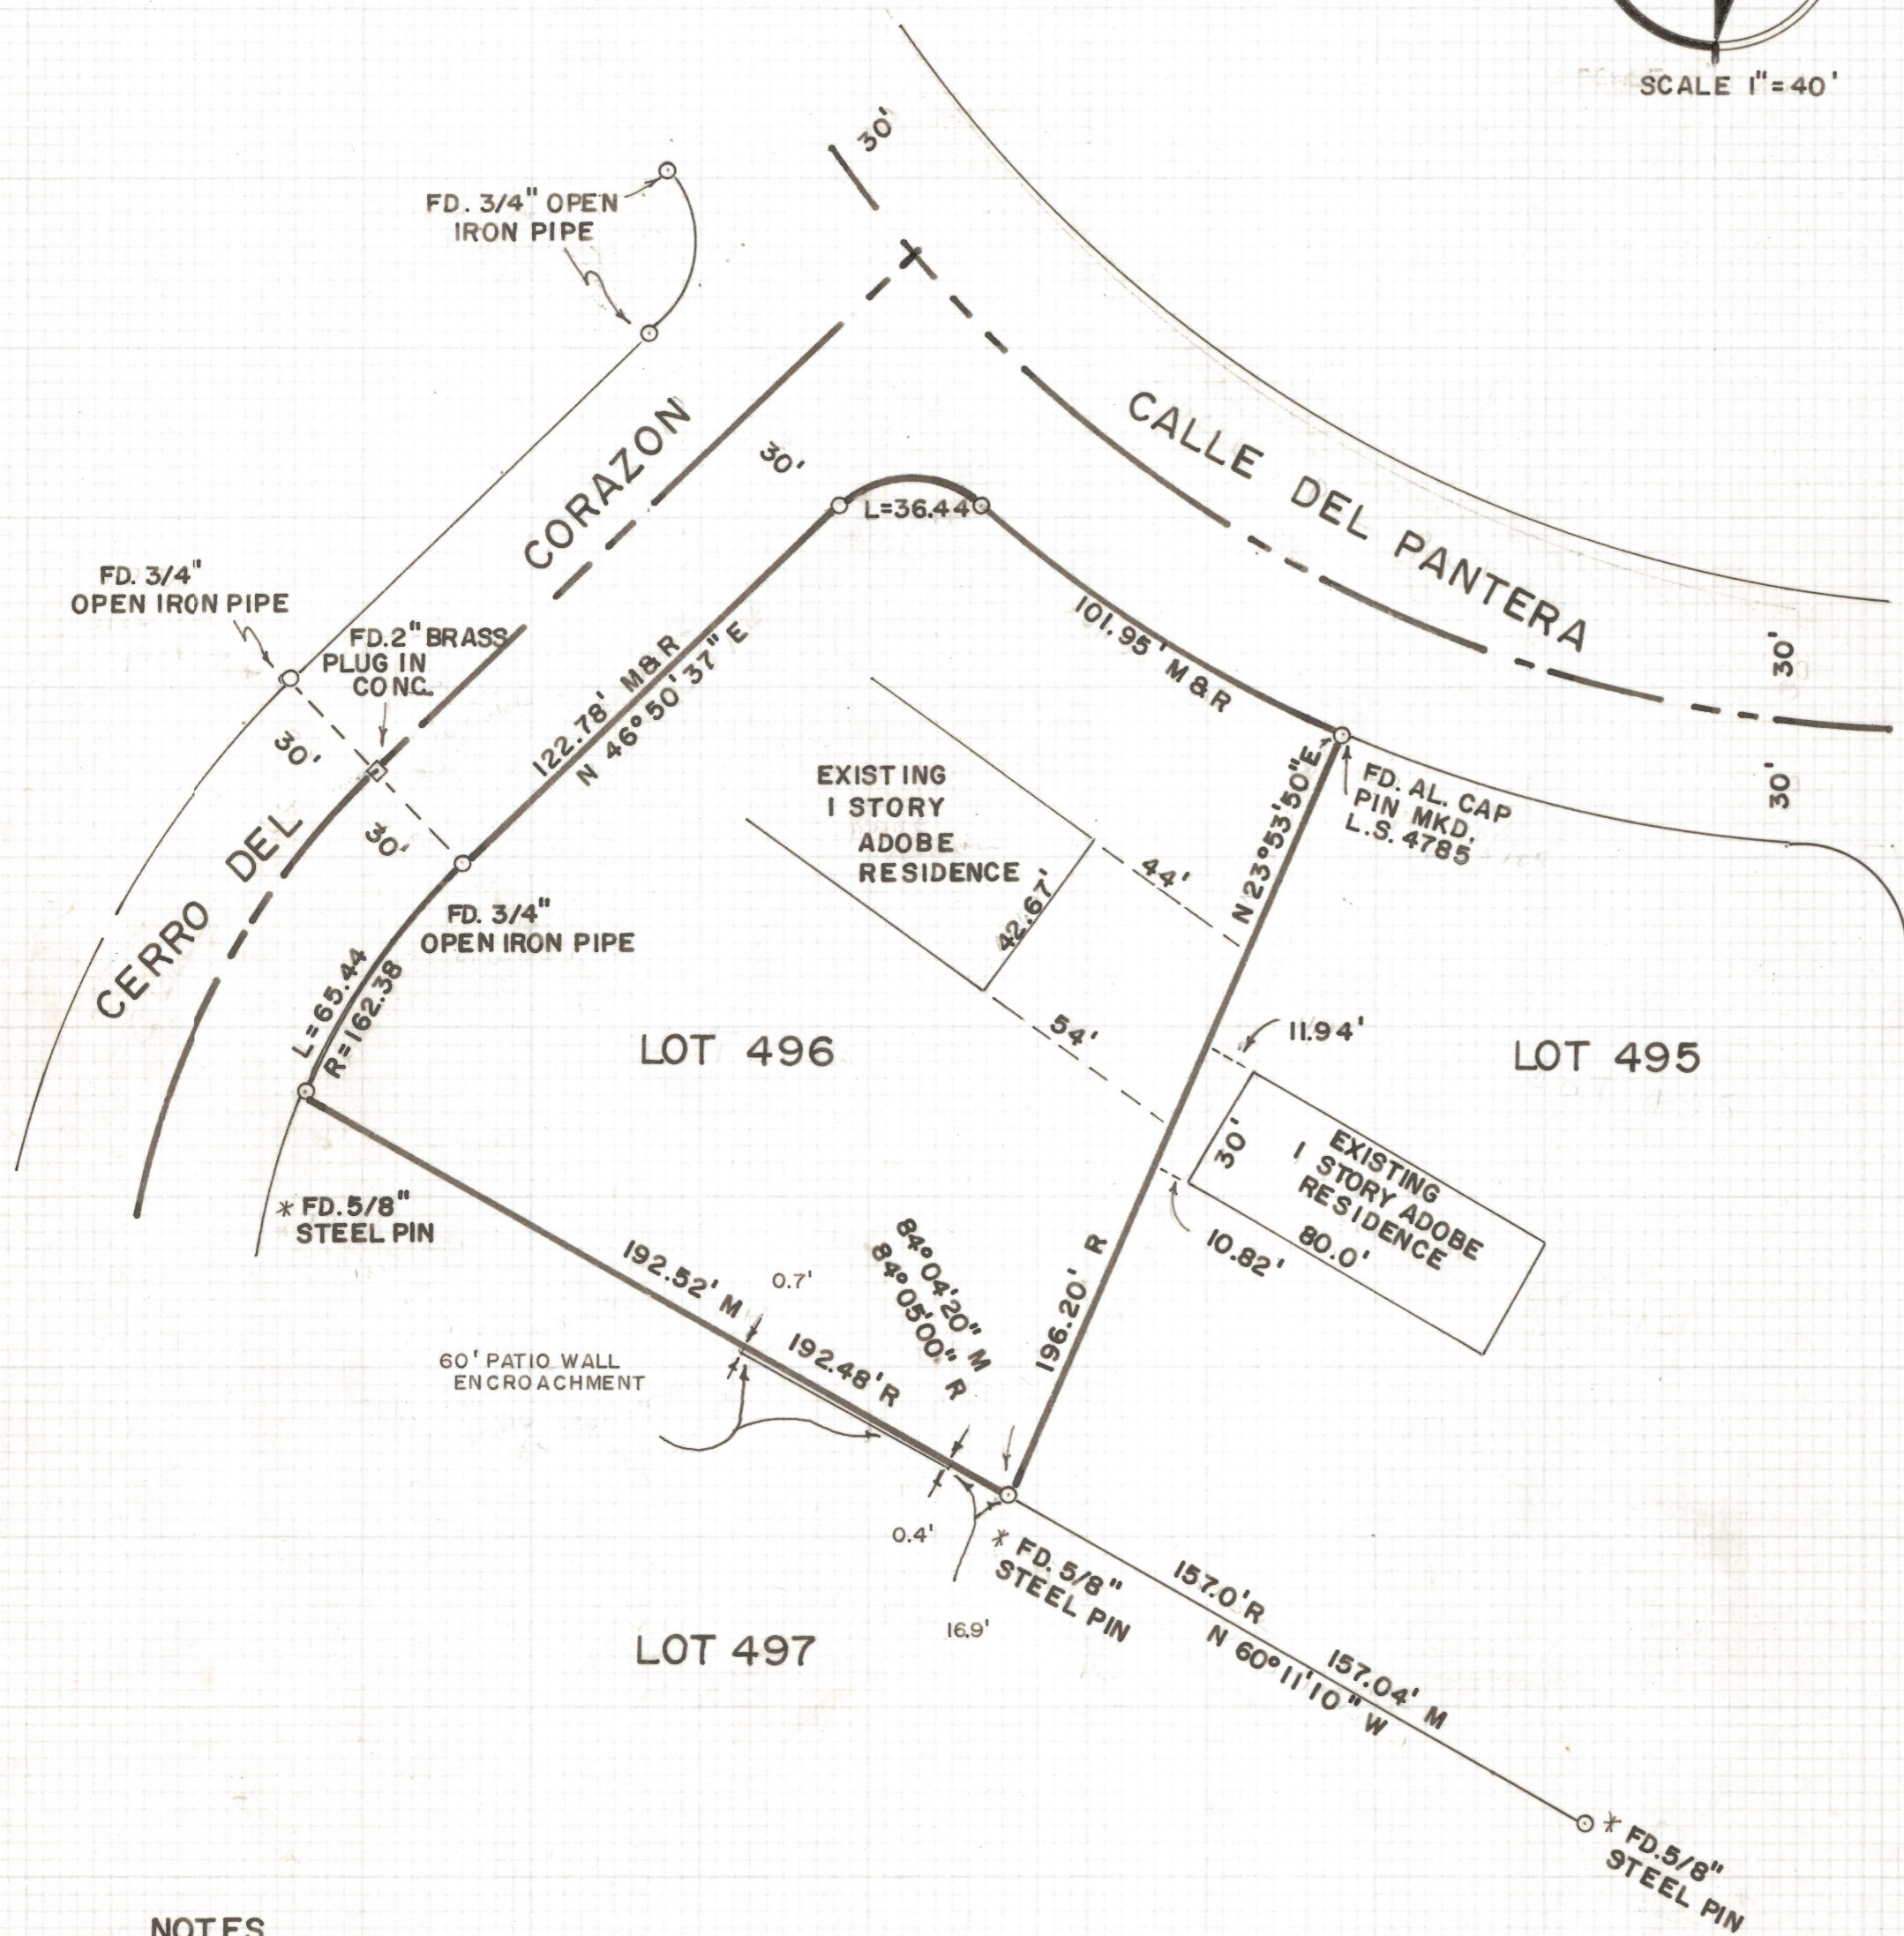 SCALE 1"=40'
30'
FD. 3/4" OPEN
IRON PIPE
CALLE DEL PANTERA
CERRO DEL CORAZON
30'
L=36.44
FD. 3/4"
OPEN IRON PIPE
FD. 2" BRASS
PLUG IN
CONC.
30'
30'
122.78' M&R
N 46° 50' 37" E
101.95' M&R
30'
30'
EXISTING
1 STORY
ADOBE
RESIDENCE
42.67'
44'
54'
N 23° 53' 50" E
FD. AL. CAP
PIN MKD.
L.S. 4785
FD. 3/4"
OPEN IRON PIPE
L=65.44
R=162.38
LOT 496
11.94'
LOT 495
30'
EXISTING
1 STORY ADOBE
RESIDENCE
80.0'
10.82'
* FD. 5/8"
STEEL PIN
192.52' M
0.7'
192.48' R
84° 04' 20" M
84° 05' 00" R
196.20' R
60' PATIO WALL
ENCROACHMENT
0.4'
* FD. 5/8"
STEEL PIN
16.9'
LOT 497
157.0' R
N 60° 11' 10" W
157.04' M
* FD. 5/8"
STEEL PIN
NOTES